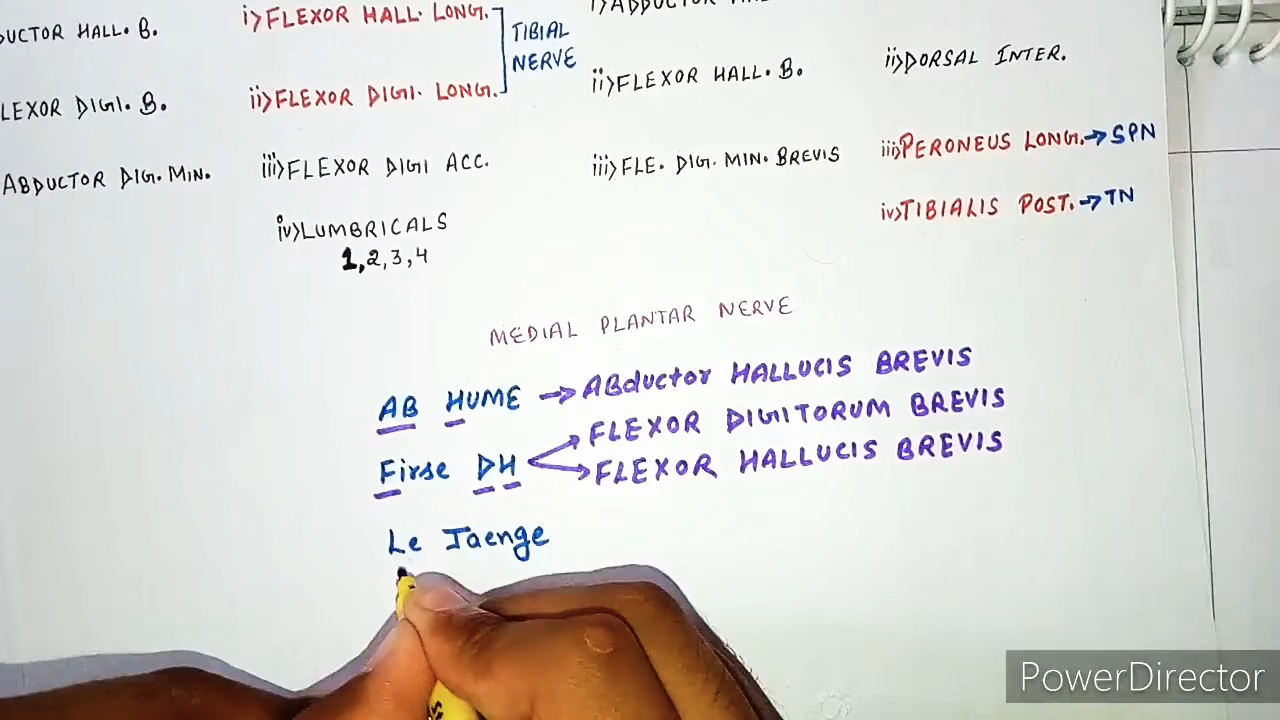 UCTOR HALL. B.
LEXOR DIGI. B.
ABDUCTOR DIG. MIN.
i) FLEXOR HALL. LONG.
ii) FLEXOR DIGI. LONG.
TIBIAL
NERVE
iii) FLEXOR DIGI ACC.
iv) LUMBRICALS
1, 2, 3, 4
i) ABDUCTOR
ii) FLEXOR HALL. B.
iii) FLE. DIG. MIN. BREVIS
ii) DORSAL INTER.
iii) PERONEUS LONG. → SPN
iv) TIBIALIS POST. → TN
MEDIAL PLANTAR NERVE
AB HUME → ABductor HALLUCIS BREVIS
Firse DH
FLEXOR DIGIITORUM BREVIS
FLEXOR HALLUCIS BREVIS
Le Jaenge
PowerDirector